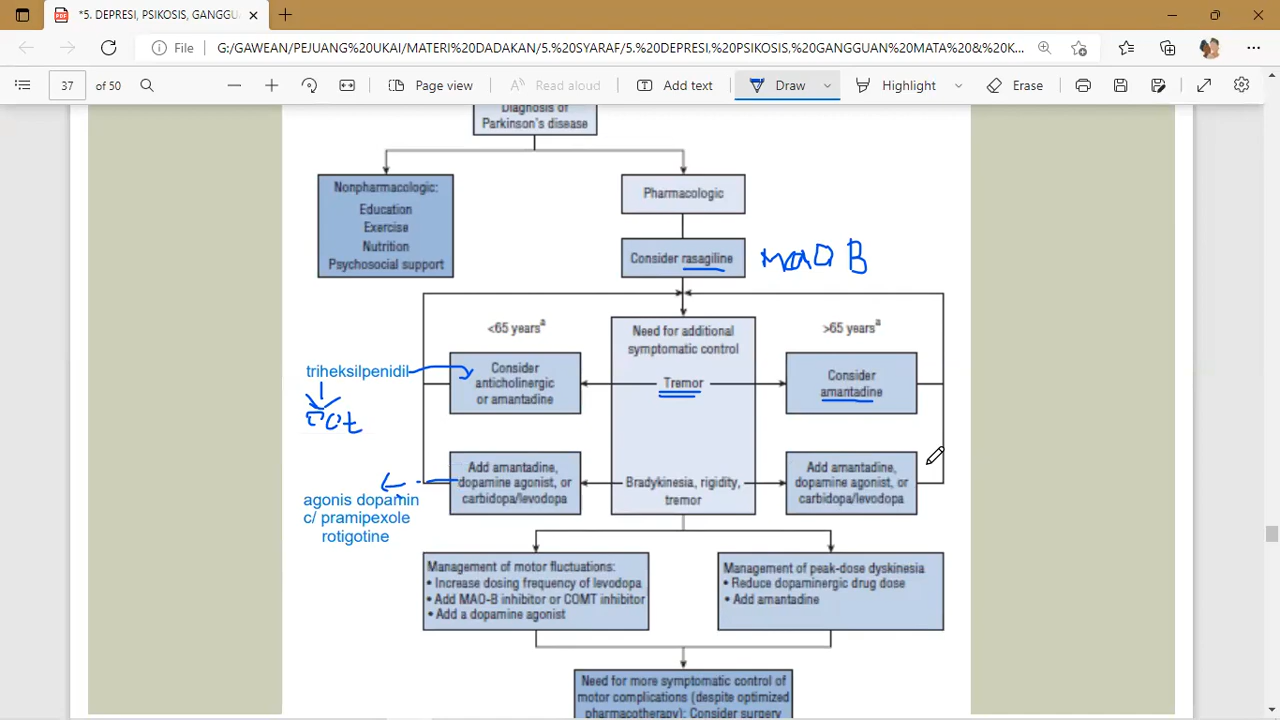 *5. DEPRESI, PSIKOSIS, GANGGU
File
G:/GAWEAN/PEJUANG%20UKAI/MATERI%20DADAKAN/5.%20SYARAF/5.%20DEPRESI,%20PSIKOSIS,%20GANGGUAN%20MATA%20&%20K...
37 of 50
Page view
Read aloud
Add text
Draw
Highlight
Erase
Diagnosis of
Parkinson's disease
Nonpharmacologic:
Education
Exercise
Nutrition
Psychosocial support
Pharmacologic
Consider rasagiline
MAO B
<65 yearsa
Need for additional
symptomatic control
>65 yearsa
triheksilpenidil
Consider
anticholinergic
or amantadine
Tremor
Consider
amantadine
Add amantadine,
dopamine agonist, or
carbidopa/levodopa
Bradykinesia, rigidity,
tremor
Add amantadine,
dopamine agonist, or
carbidopa/levodopa
agonis dopamin
c/ pramipexole
rotigotine
Management of motor fluctuations:
• Increase dosing frequency of levodopa
• Add MAO-B inhibitor or COMT inhibitor
• Add a dopamine agonist
Management of peak-dose dyskinesia
• Reduce dopaminergic drug dose
• Add amantadine
Need for more symptomatic control of
motor complications (despite optimized
pharmacotherapy): Consider surgery